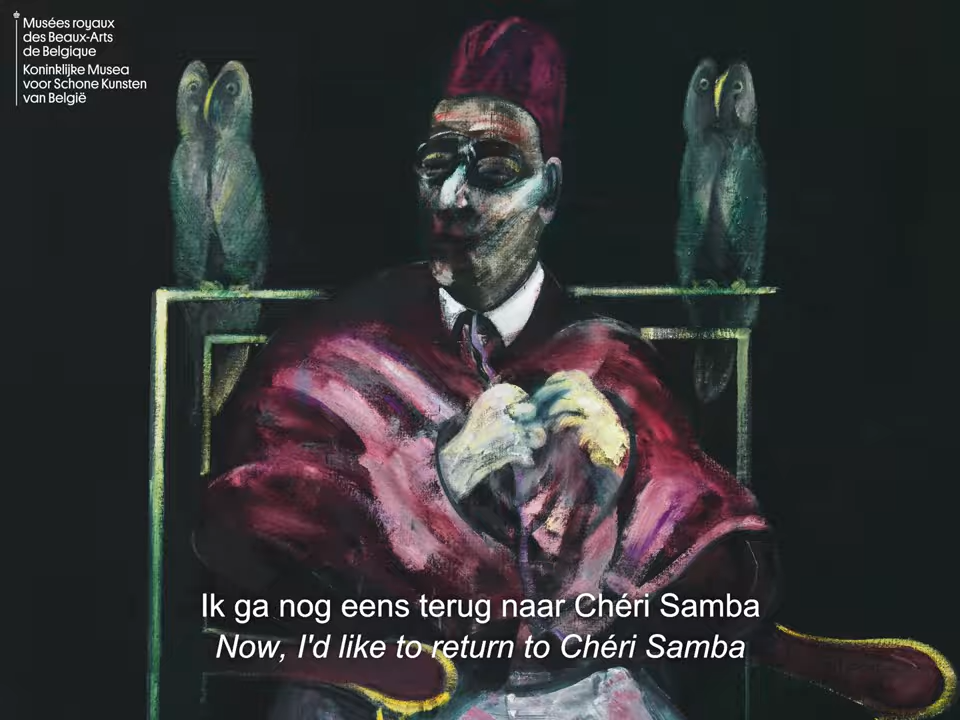 Musées royaux
des Beaux-Arts
de Belgique
Koninklijke Musea
voor Schone Kunsten
van België
Ik ga nog eens terug naar Chéri Samba
Now, I'd like to return to Chéri Samba